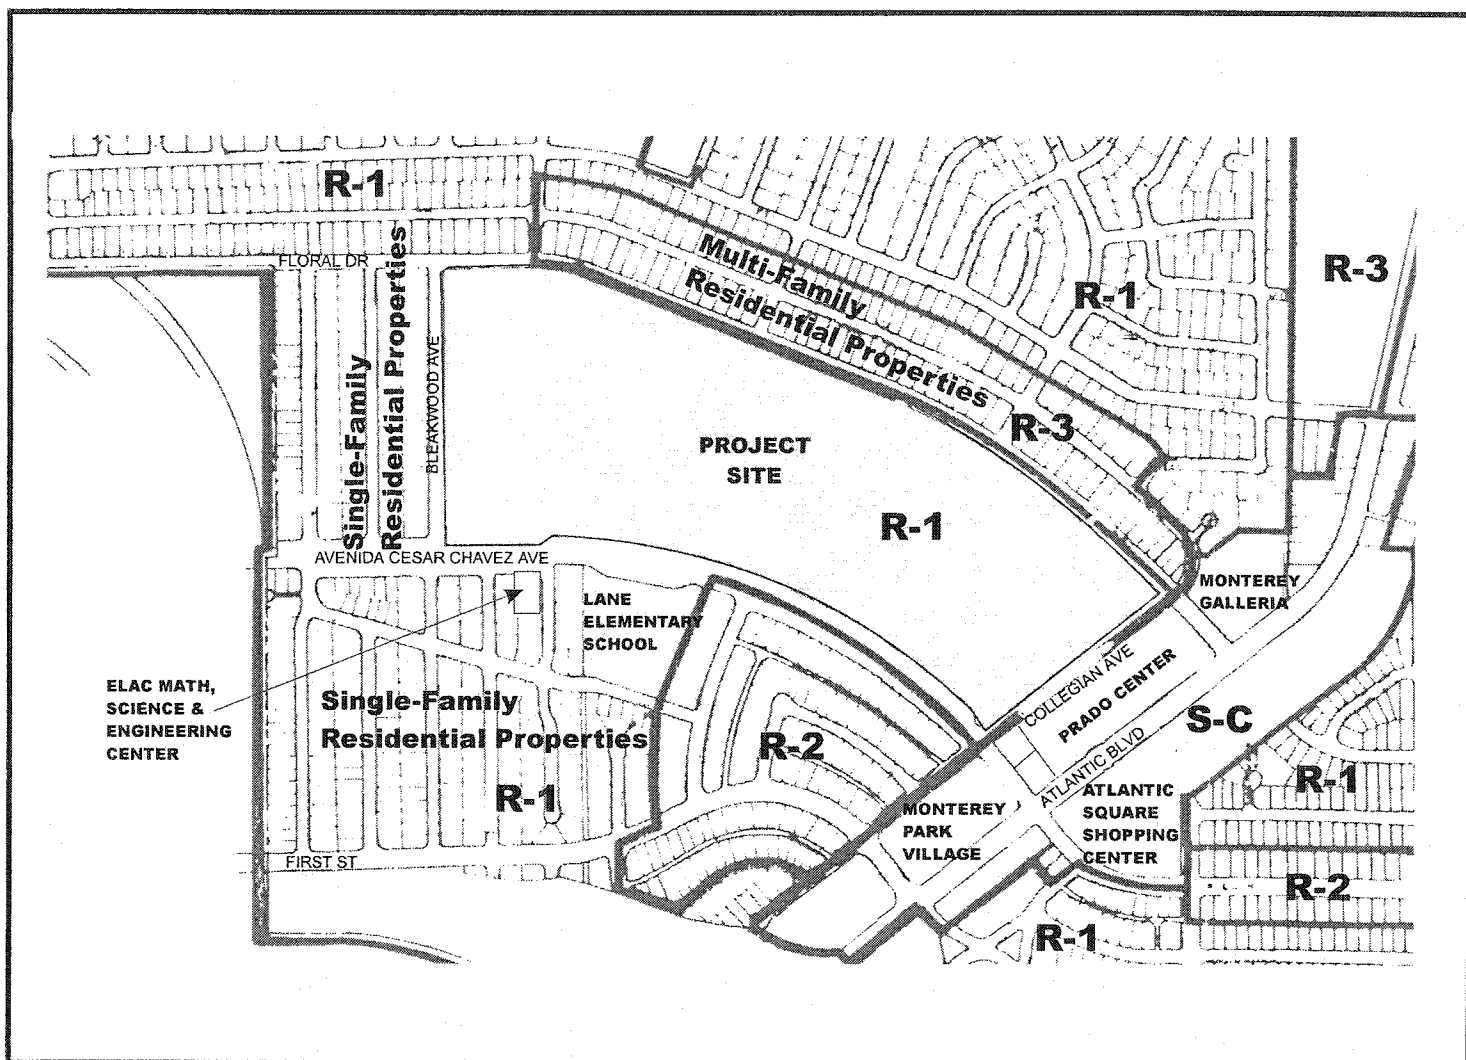 R-1
Single-Family
Residential Properties
FLORAL DR
BLEAKWOOD AVE
Multi-Family
Residential Properties
R-3
R-1
R-3
PROJECT
SITE
R-1
AVENIDA CESAR CHAVEZ AVE
LANE
ELEMENTARY
SCHOOL
MONTEREY
GALLERIA
ELAC MATH,
SCIENCE &
ENGINEERING
CENTER
Single-Family
Residential Properties
R-1
R-2
COLLEGIAN AVE
PRADO CENTER
S-C
ATLANTIC BLVD
R-1
MONTEREY
PARK
VILLAGE
ATLANTIC
SQUARE
SHOPPING
CENTER
FIRST ST
R-2
R-1